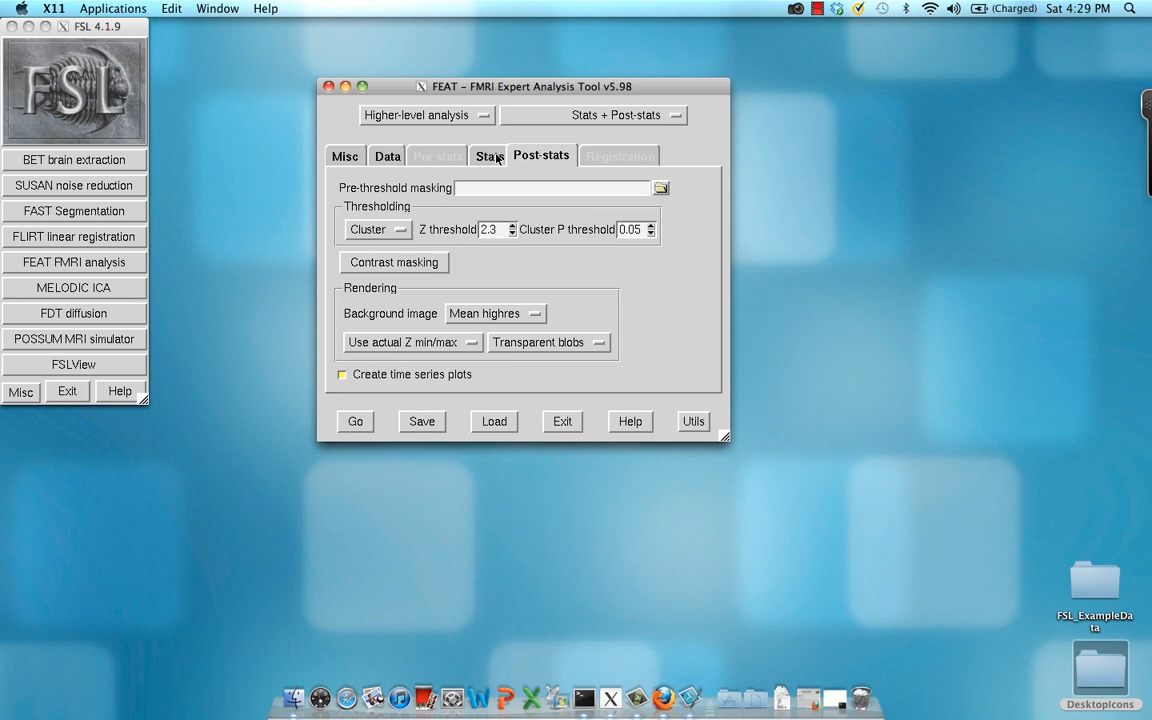 X11 Applications Edit Window Help
(Charged) Sat 4:29 PM
FSL 4.1.9
FSL
BET brain extraction
SUSAN noise reduction
FAST Segmentation
FLIRT linear registration
FEAT FMRI analysis
MELODIC ICA
FDT diffusion
POSSUM MRI simulator
FSLView
Misc Exit Help
FEAT – FMRI Expert Analysis Tool v5.98
Higher-level analysis Stats + Post-stats
Misc Data Pre-stats Stats Post-stats Registration
Pre-threshold masking
Thresholding
Cluster Z threshold 2.3 Cluster P threshold 0.05
Contrast masking
Rendering
Background image Mean highres
Use actual Z min/max Transparent blobs
Create time series plots
Go Save Load Exit Help Utils
FSL_ExampleDa
ta
DesktopIcons